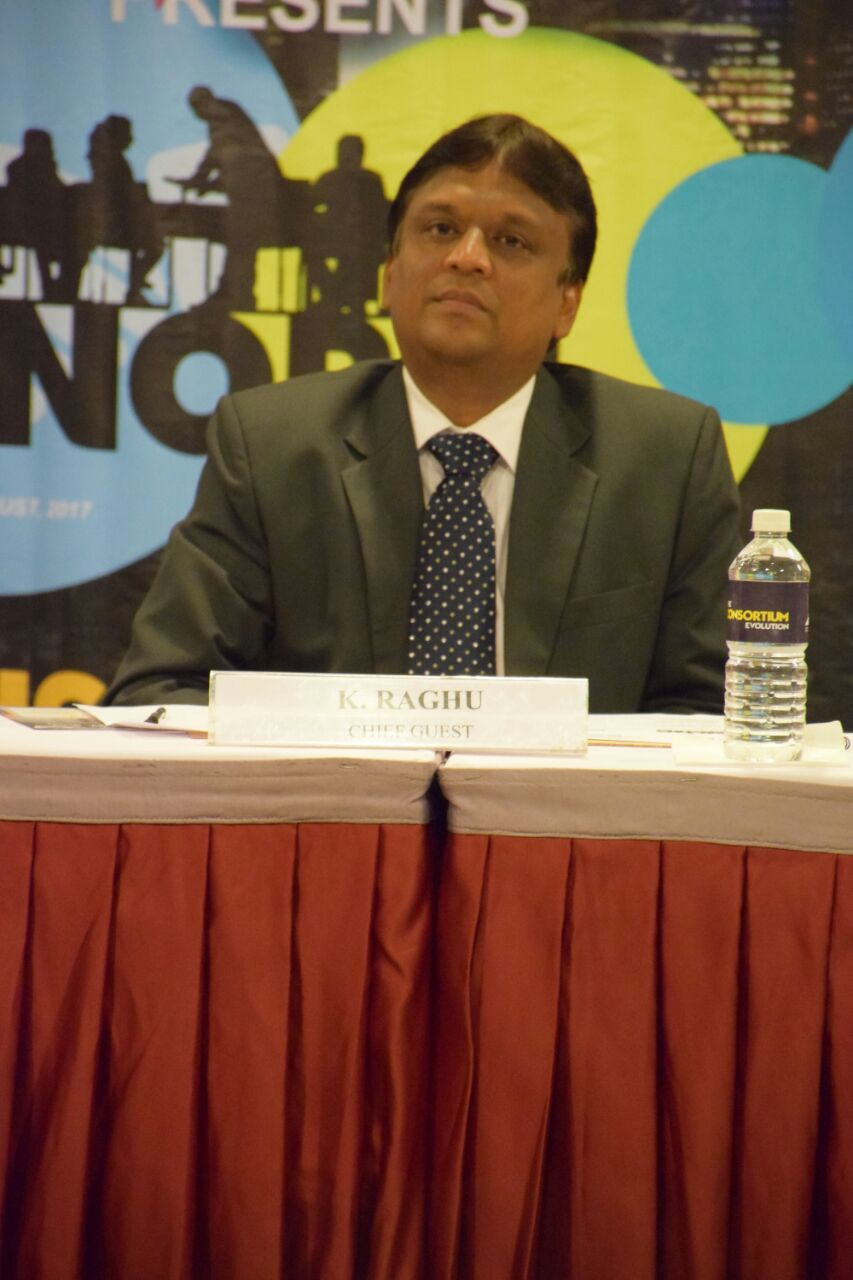 PRESENTS
UST, 2017
ONSORTIUM
EVOLUTION
K. RAGHU
CHIEF GUEST